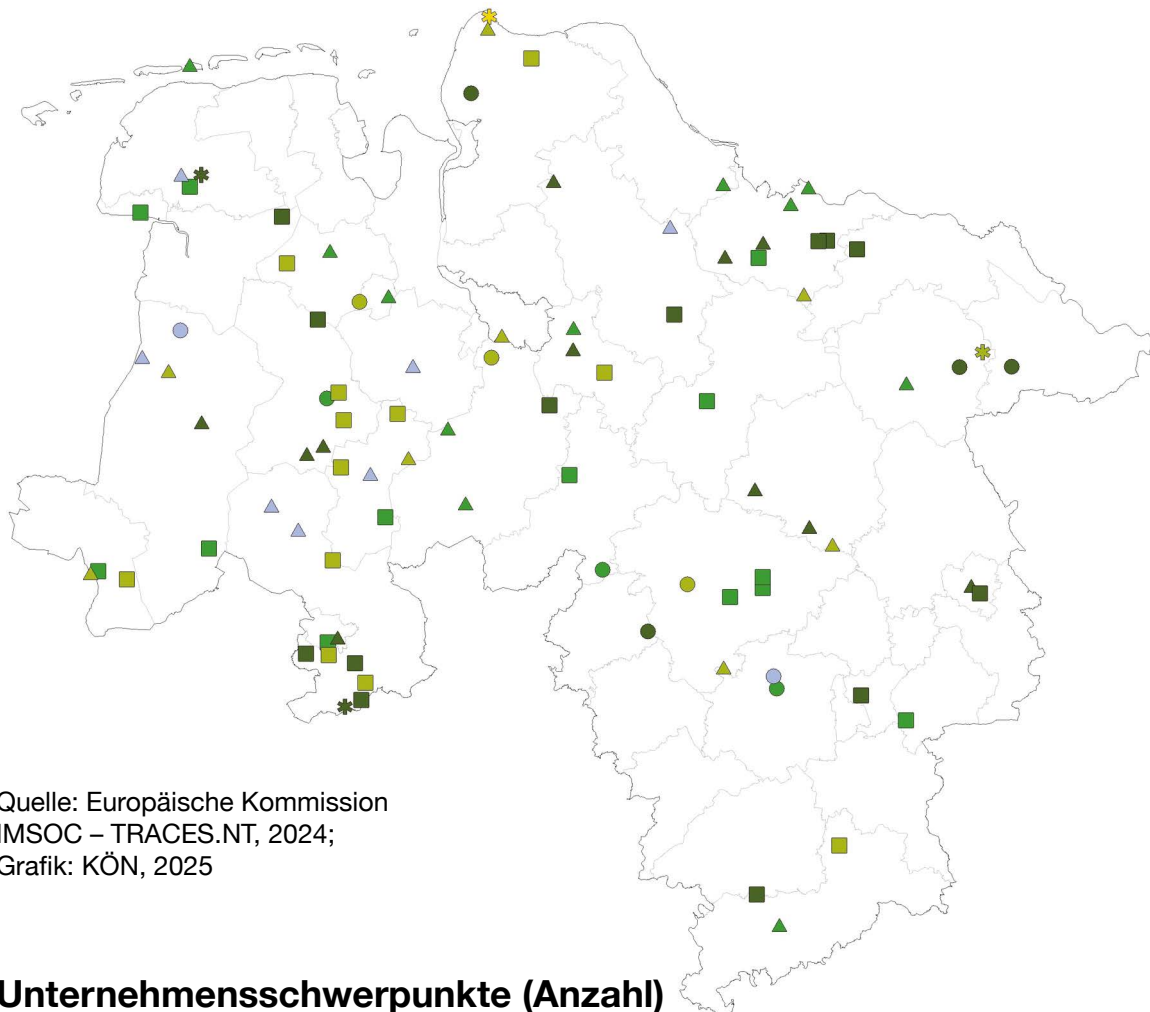 Quelle: Europäische Kommission
IMSOC – TRACES.NT, 2024;
Grafik: KÖN, 2025
Unternehmensschwerpunkte (Anzahl)